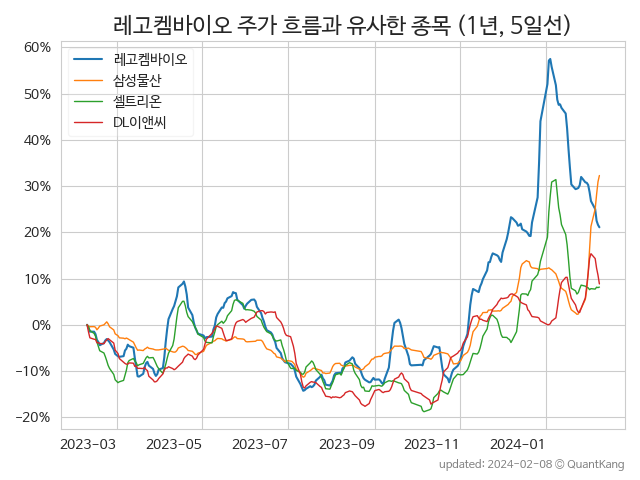 레고켐바이오 주가 흐름과 유사한 종목 (1년, 5일선)
레고켐바이오
삼성물산
셀트리온
DL이앤씨
60%
50%
40%
30%
20%
10%
0%
−10%
−20%
2023-03 2023-05 2023-07 2023-09 2023-11 2024-01
updated: 2024-02-08 © QuantKang